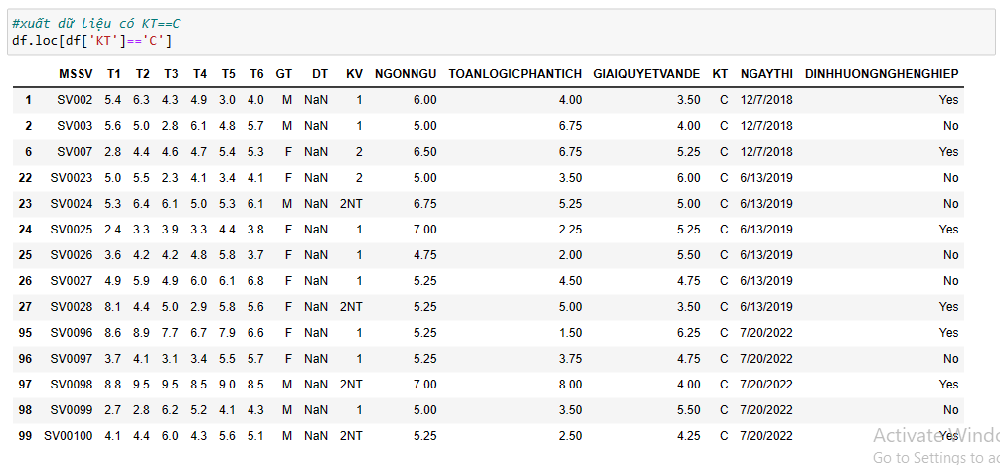 #xuất dữ liệu có KT==C
df.loc[df['KT']=='C']
MSSV T1 T2 T3 T4 T5 T6 GT DT KV NGONNGU TOANLOGICPHANTICH GIAIQUYETVANDE KT NGAYTHI DINHHUONGNGHENGHIEP
1 SV002 5.4 6.3 4.3 4.9 3.0 4.0 M NaN 1 6.00 4.00 3.50 C 12/7/2018 Yes
2 SV003 5.6 5.0 2.8 6.1 4.8 5.7 M NaN 1 5.00 6.75 4.00 C 12/7/2018 No
6 SV007 2.8 4.4 4.6 4.7 5.4 5.3 F NaN 2 6.50 6.75 5.25 C 12/7/2018 Yes
22 SV0023 5.0 5.5 2.3 4.1 3.4 4.1 F NaN 2 5.00 3.50 6.00 C 6/13/2019 No
23 SV0024 5.3 6.4 6.1 5.0 5.3 6.1 M NaN 2NT 6.75 5.25 5.00 C 6/13/2019 No
24 SV0025 2.4 3.3 3.9 3.3 4.4 3.8 F NaN 1 7.00 2.25 5.25 C 6/13/2019 Yes
25 SV0026 3.6 4.2 4.2 4.8 5.8 3.7 F NaN 1 4.75 2.00 5.50 C 6/13/2019 No
26 SV0027 4.9 5.9 4.9 6.0 6.1 6.8 F NaN 1 5.25 4.50 4.75 C 6/13/2019 No
27 SV0028 8.1 4.4 5.0 2.9 5.8 5.6 F NaN 2NT 5.25 5.00 3.50 C 6/13/2019 Yes
95 SV0096 8.6 8.9 7.7 6.7 7.9 6.6 F NaN 1 5.25 1.50 6.25 C 7/20/2022 Yes
96 SV0097 3.7 4.1 3.1 3.4 5.5 5.7 F NaN 1 5.25 3.75 4.75 C 7/20/2022 No
97 SV0098 8.8 9.5 9.5 8.5 9.0 8.5 M NaN 2NT 7.00 8.00 4.00 C 7/20/2022 Yes
98 SV0099 2.7 2.8 6.2 5.2 4.1 4.3 M NaN 1 5.00 3.50 5.50 C 7/20/2022 No
99 SV00100 4.1 4.4 6.0 4.3 5.6 5.1 M NaN 2NT 5.25 2.50 4.25 C 7/20/2022 Yes
Activate Windo
Go to Settings to ac